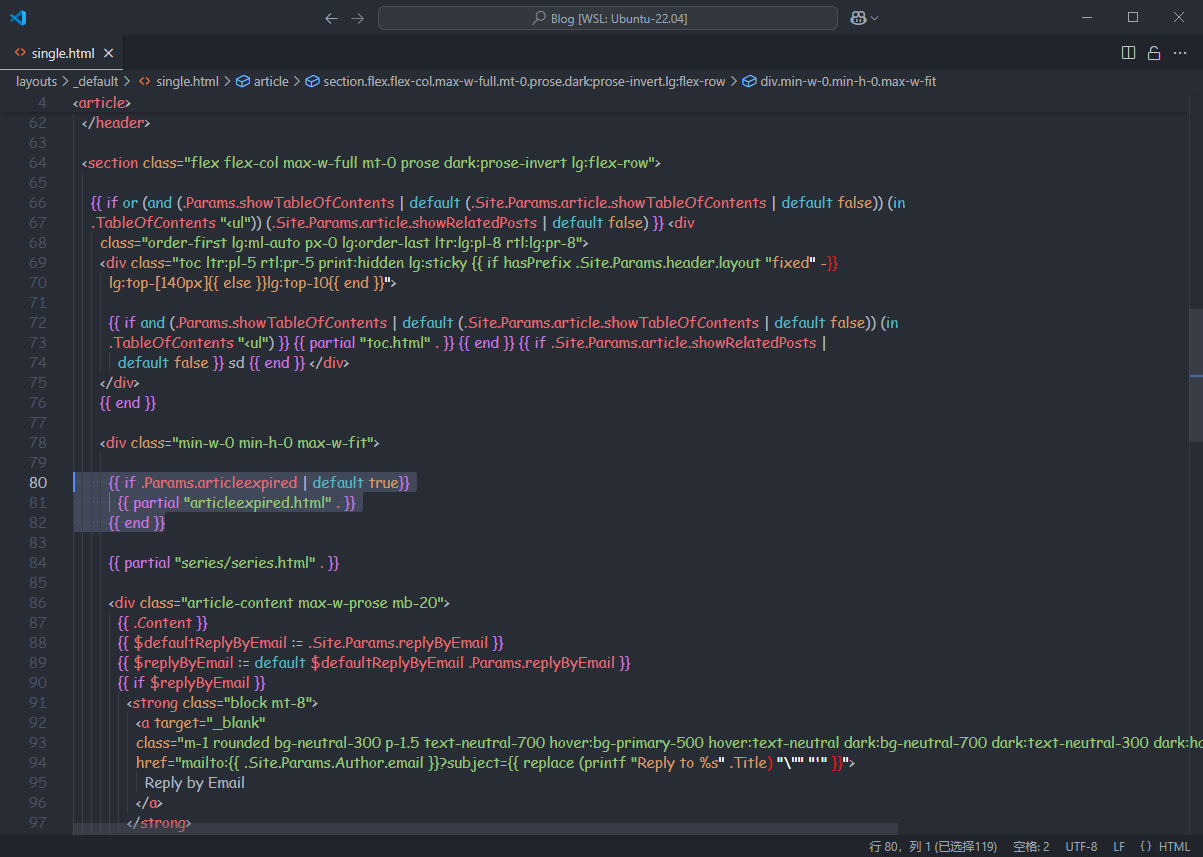 Blog [WSL: Ubuntu-22.04]
single.html
layouts > _default > <> single.html > article > section.flex.flex-col.max-w-full.mt-0.prose.dark:prose-invert.lg:flex-row > div.min-w-0.min-h-0.max-w-fit
4 <article>
62 </header>
63
64 <section class="flex flex-col max-w-full mt-0 prose dark:prose-invert lg:flex-row">
65
66 {{ if or (and (.Params.showTableOfContents | default (.Site.Params.article.showTableOfContents | default false)) (in
67 .TableOfContents "<ul")) (.Site.Params.article.showRelatedPosts | default false) }} <div
68 class="order-first lg:ml-auto px-0 lg:order-last ltr:lg:pl-8 rtl:lg:pr-8">
69 <div class="toc ltr:pl-5 rtl:pr-5 print:hidden lg:sticky {{ if hasPrefix .Site.Params.header.layout "fixed" -}}
70 lg:top-[140px]{{ else }}lg:top-10{{ end }}">
71
72 {{ if and (.Params.showTableOfContents | default (.Site.Params.article.showTableOfContents | default false)) (in
73 .TableOfContents "<ul") }} {{ partial "toc.html" . }} {{ end }} {{ if .Site.Params.article.showRelatedPosts |
74 default false }} sd {{ end }} </div>
75 </div>
76 {{ end }}
77
78 <div class="min-w-0 min-h-0 max-w-fit">
79
80 {{ if .Params.articleexpired | default true}}
81 {{ partial "articleexpired.html" . }}
82 {{ end }}
83
84 {{ partial "series/series.html" . }}
85
86 <div class="article-content max-w-prose mb-20">
87 {{ .Content }}
88 {{ $defaultReplyByEmail := .Site.Params.replyByEmail }}
89 {{ $replyByEmail := default $defaultReplyByEmail .Params.replyByEmail }}
90 {{ if $replyByEmail }}
91 <strong class="block mt-8">
92 <a target="_blank"
93 class="m-1 rounded bg-neutral-300 p-1.5 text-neutral-700 hover:bg-primary-500 hover:text-neutral dark:bg-neutral-700 dark:text-neutral-300 dark:ho
94 href="mailto:{{ .Site.Params.Author.email }}?subject={{ replace (printf "Reply to %s" .Title) "\"" "'" }}">
95 Reply by Email
96 </a>
97 </strong>
行 80，列 1 (已选择119) 空格: 2 UTF-8 LF {} HTML